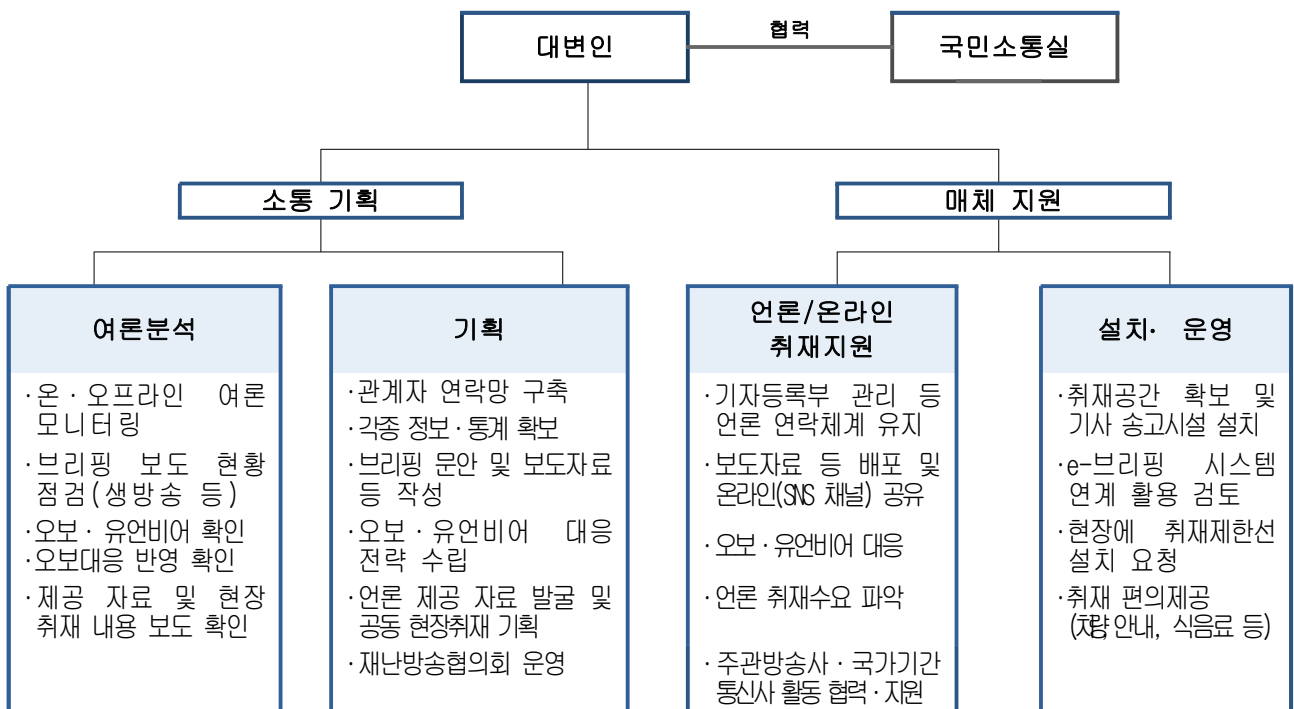 대변인
협력
국민소통실
소통 기획
매체 지원
여론분석
·온·오프라인 여론
모니터링
·브리핑 보도 현황
점검(생방송 등)
·오보·유언비어 확인
·오보대응 반영 확인
·제공 자료 및 현장
취재 내용 보도 확인
기획
·관계자 연락망 구축
·각종 정보·통계 확보
·브리핑 문안 및 보도자료
등 작성
·오보·유언비어 대응
전략 수립
·언론 제공 자료 발굴 및
공동 현장취재 기획
·재난방송협의회 운영
언론/온라인
취재지원
·기자등록부 관리 등
언론 연락체계 유지
·보도자료 등 배포 및
온라인(SNS 채널) 공유
·오보·유언비어 대응
·언론 취재수요 파악
·주관방송사·국가기간
통신사 활동 협력·지원
설치· 운영
·취재공간 확보 및
기사 송고시설 설치
·e-브리핑 시스템
연계 활용 검토
·현장에 취재제한선
설치 요청
·취재 편의제공
(차량 안내, 식음료 등)